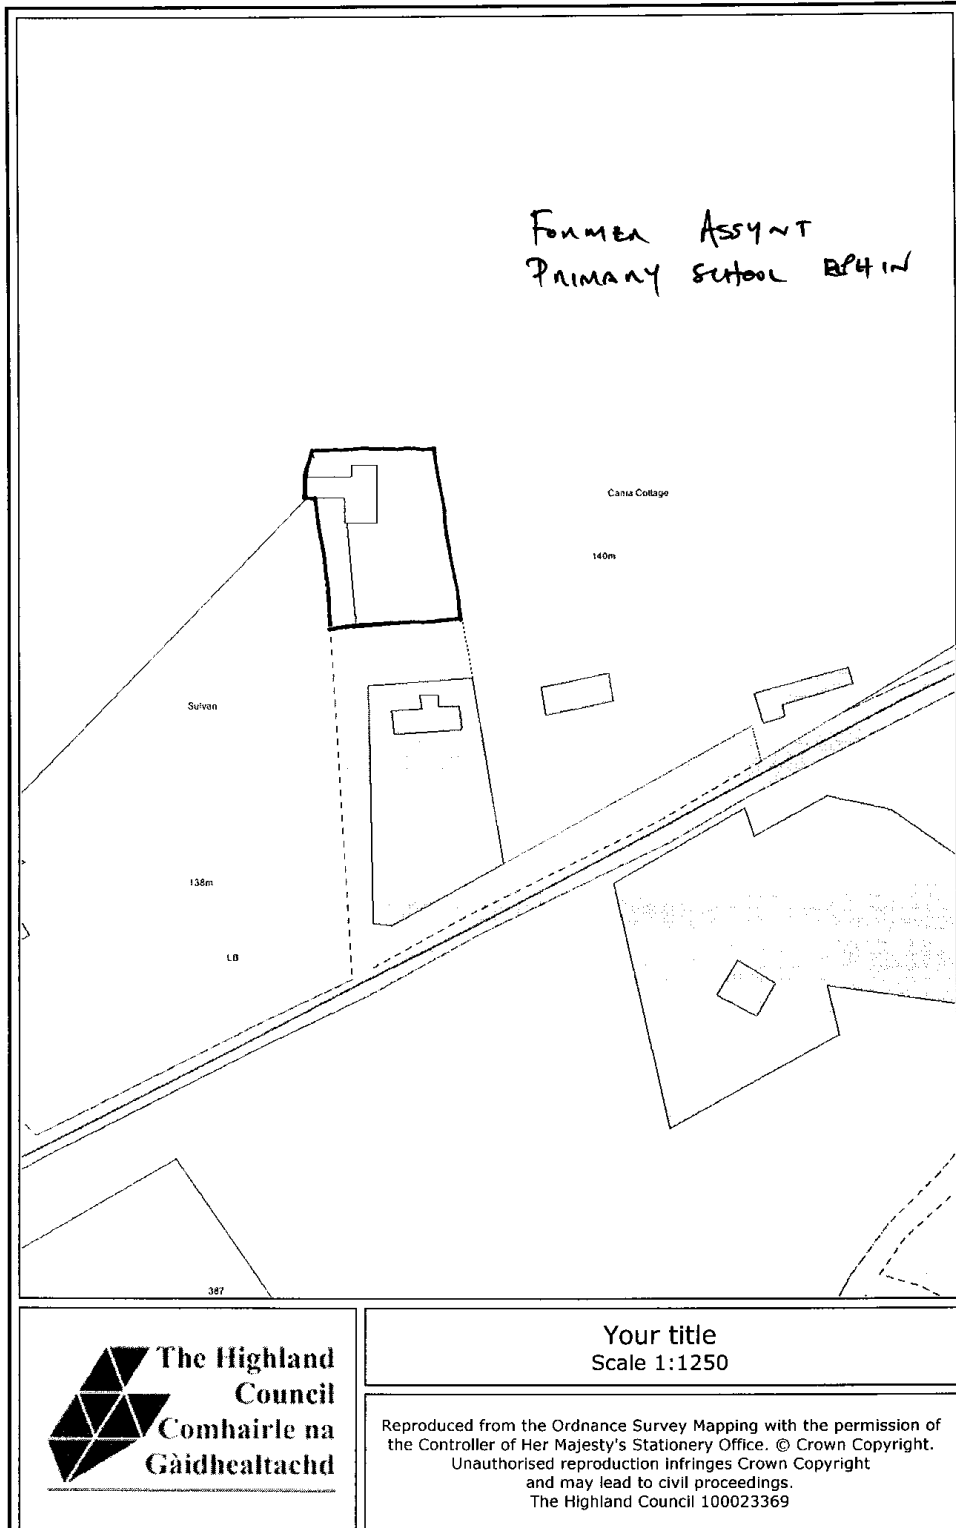 FORMER ASSYNT
PRIMARY SCHOOL ELPHIN
Cama Cottage
140m
Suivan
138m
LB
387
The Highland
Council
Comhairle na
Gàidhealtachd
Your title
Scale 1:1250
Reproduced from the Ordnance Survey Mapping with the permission of
the Controller of Her Majesty's Stationery Office. © Crown Copyright.
Unauthorised reproduction infringes Crown Copyright
and may lead to civil proceedings.
The Highland Council 100023369